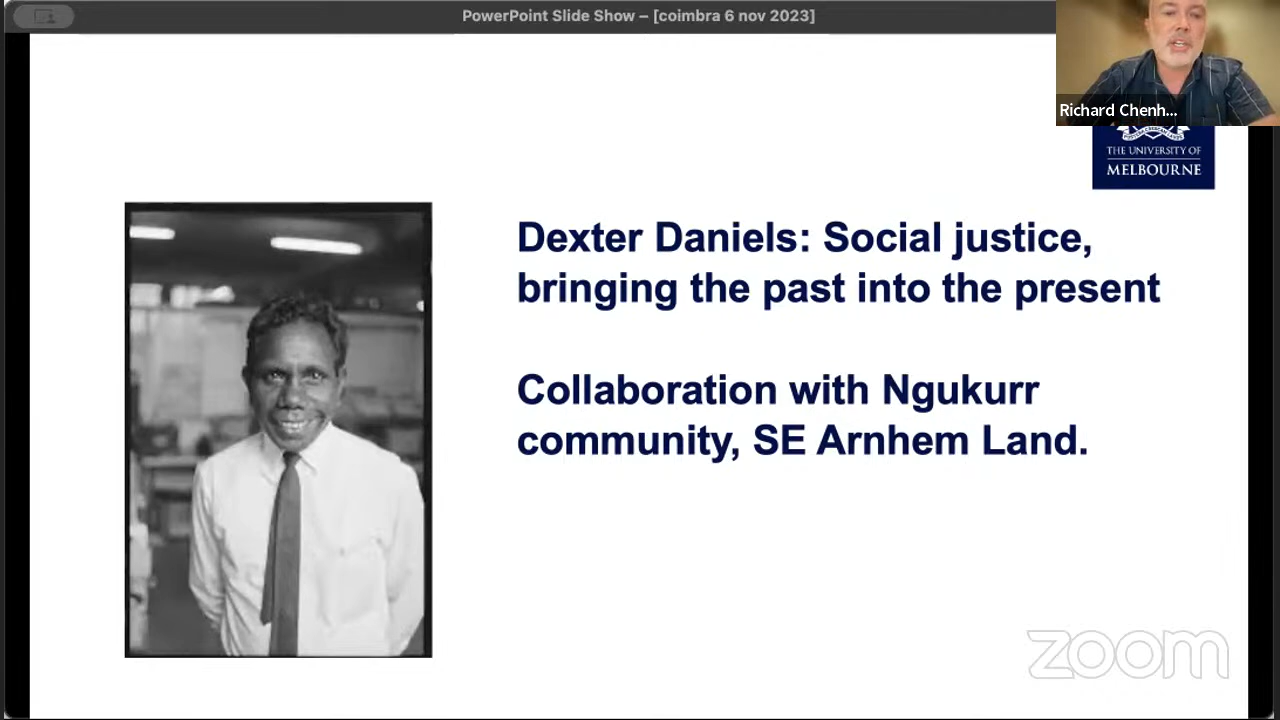 PowerPoint Slide Show – [coimbra 6 nov 2023]
Richard Chenh...
THE UNIVERSITY OF
MELBOURNE
Dexter Daniels: Social justice,
bringing the past into the present
Collaboration with Ngukurr
community, SE Arnhem Land.
zoom